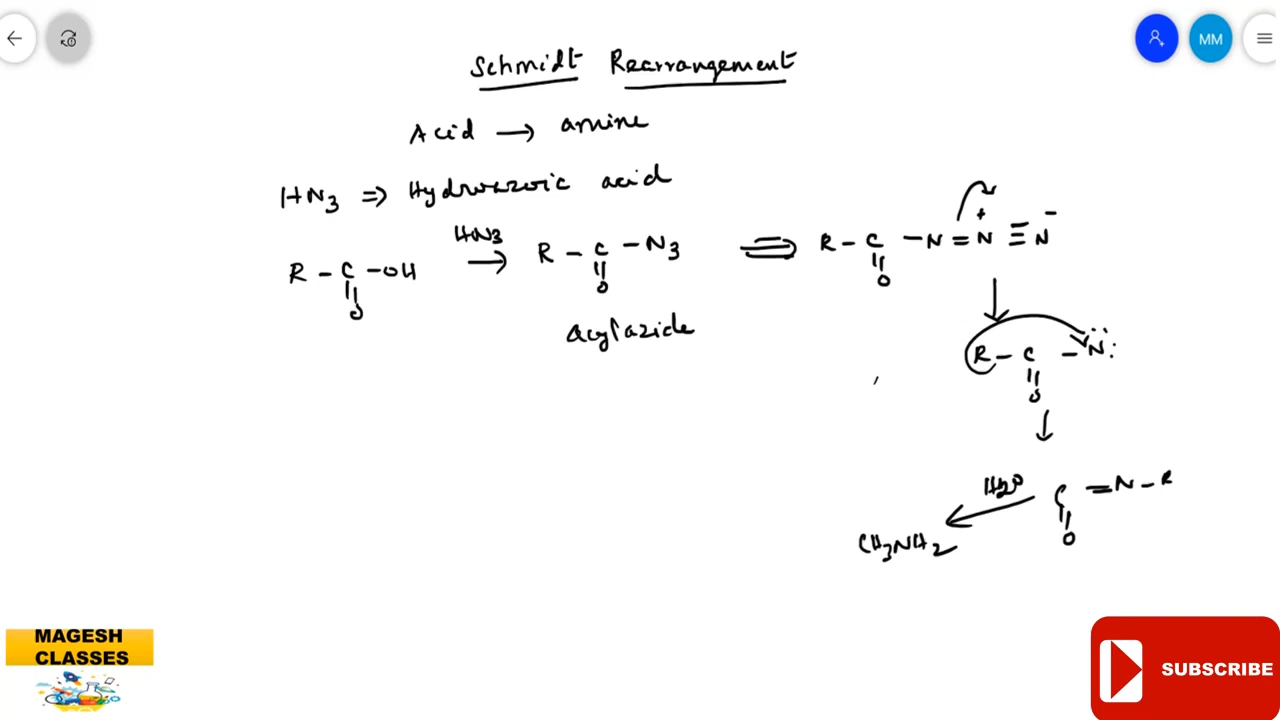 MM
Schmidt Rearrangement
Acid → amine
HN3 ⇒ Hydrazoic acid
R - C - OH
||
O
HN3
→
R - C - N3
||
O
acylazide
⇌
R - C - N = N ≡ N
+ -
||
O
↓
R - C - N:
..
||
O
↓
C = N - R
||
O
H2O
CH3NH2
MAGESH
CLASSES
SUBSCRIBE